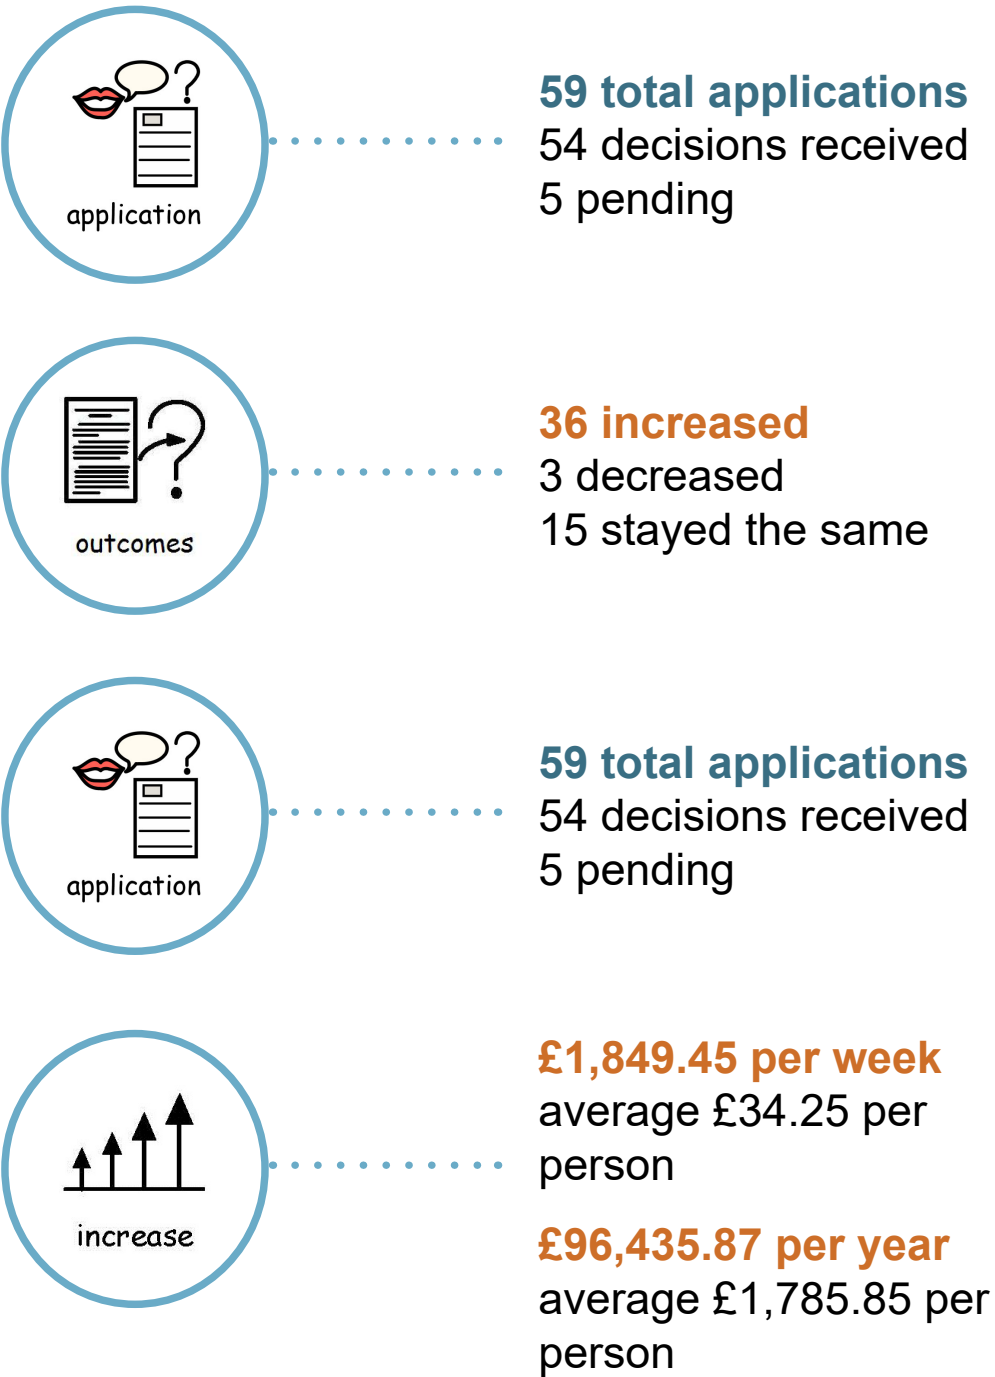 application
59 total applications
54 decisions received
5 pending
outcomes
36 increased
3 decreased
15 stayed the same
application
59 total applications
54 decisions received
5 pending
increase
£1,849.45 per week
average £34.25 per
person
£96,435.87 per year
average £1,785.85 per
person